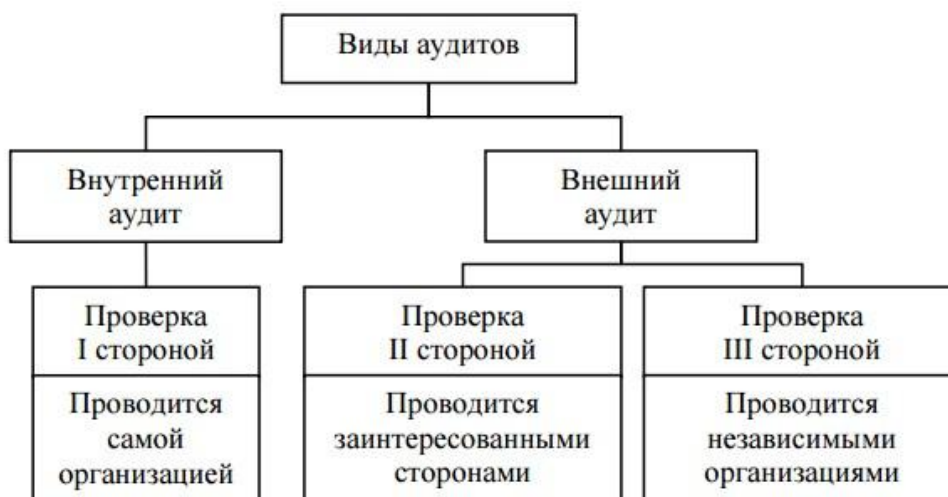 Виды аудитов
Внутренний
аудит
Внешний
аудит
Проверка
I стороной
Проводится
самой
организацией
Проверка
II стороной
Проводится
заинтересованными
сторонами
Проверка
III стороной
Проводится
независимыми
организациями